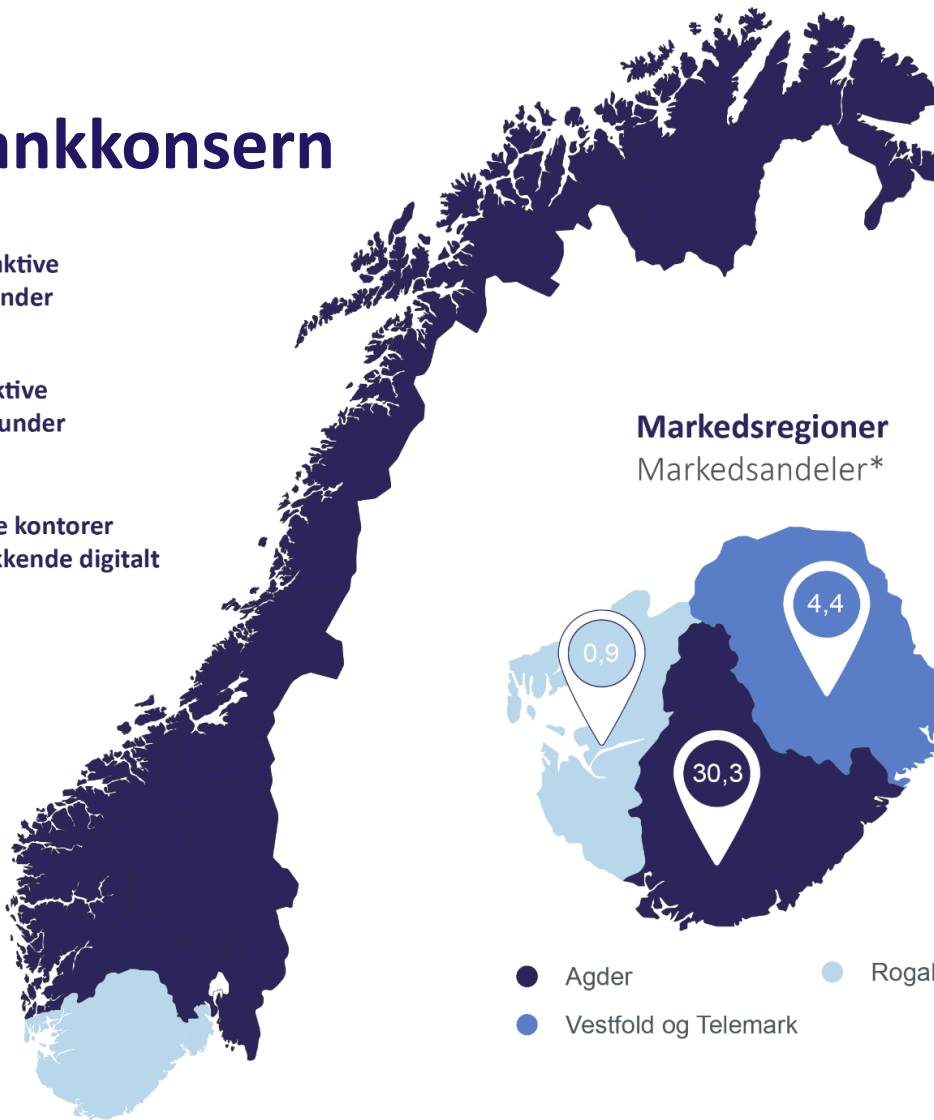 ankkonsern
aktive
under
ktive
under
e kontorer
kkende digitalt
Markedsregioner
Markedsandeler*
4,4
0,9
30,3
Agder
Rogal
Vestfold og Telemark